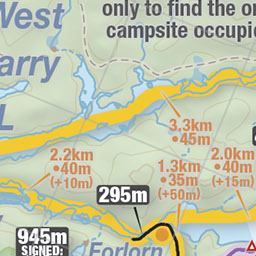 West
arry
L
only to find the or
campsite occupie
3.3km
•45m
2.2km
•40m
(+10m)
1.3km
•35m
(+50m)
2.0km
•40m
(+15m)
295m
945m
SIGNED:
Forlorn